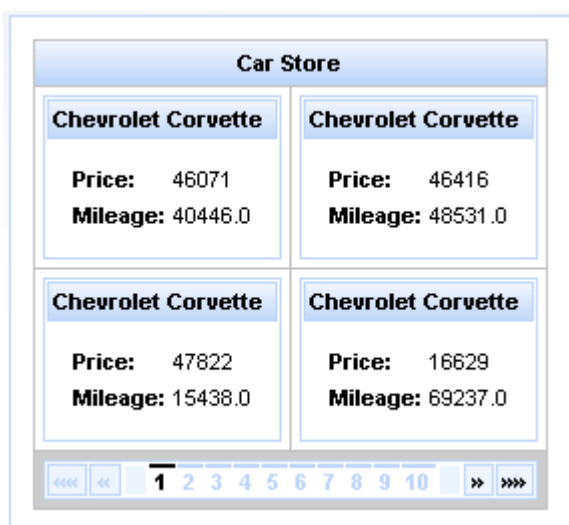 Car Store
Chevrolet Corvette
Price: 46071
Mileage: 40446.0
Chevrolet Corvette
Price: 46416
Mileage: 48531.0
Chevrolet Corvette
Price: 47822
Mileage: 15438.0
Chevrolet Corvette
Price: 16629
Mileage: 69237.0
«« « 1 2 3 4 5 6 7 8 9 10 » »»